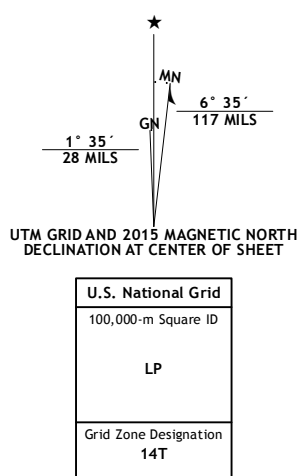 ★
MN
GN
6° 35´
117 MILS
1° 35´
28 MILS
UTM GRID AND 2015 MAGNETIC NORTH
DECLINATION AT CENTER OF SHEET
U.S. National Grid
100,000-m Square ID
LP
Grid Zone Designation
14T